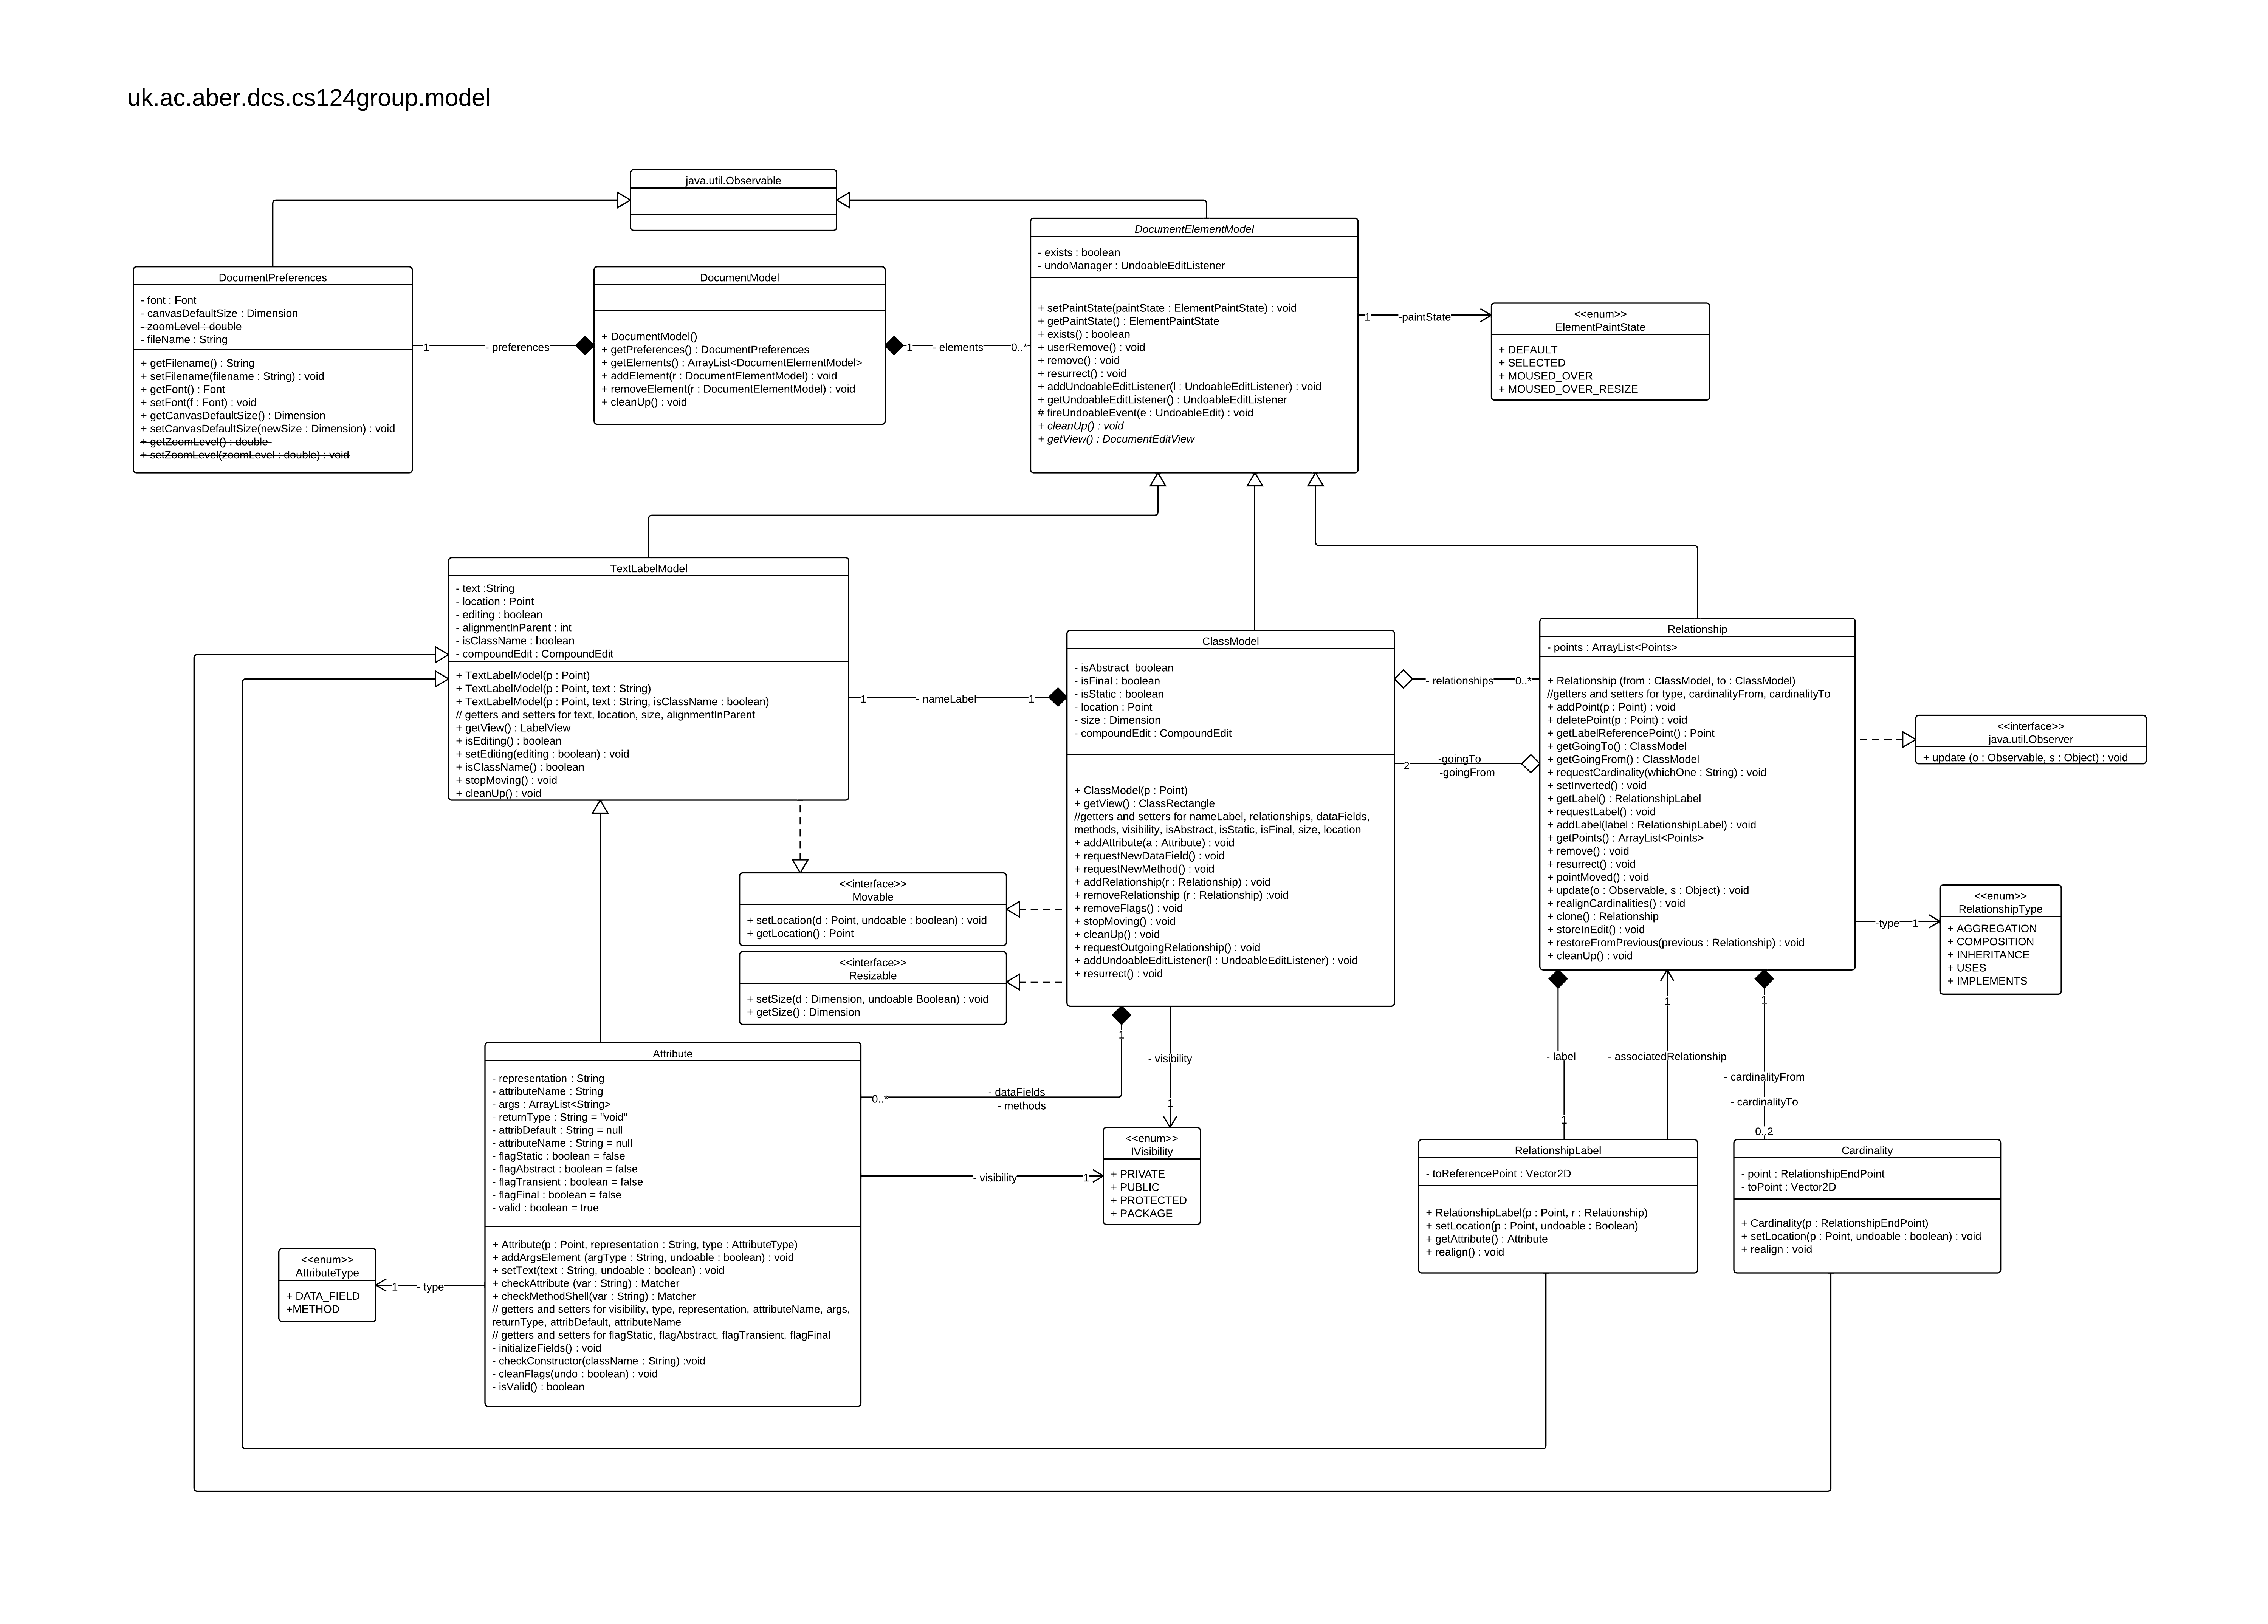 uk.ac.aber.dcs.cs124group.model
java.util.Observable
DocumentPreferences
- font : Font
- canvasDefaultSize : Dimension
- zoomLevel : double
- fileName : String
+ getFilename() : String
+ setFilename(filename : String) : void
+ getFont() : Font
+ setFont(f : Font) : void
+ getCanvasDefaultSize() : Dimension
+ setCanvasDefaultSize(newSize : Dimension) : void
+ getZoomLevel() : double
+ setZoomLevel(zoomLevel : double) : void
1
- preferences
DocumentModel
+ DocumentModel()
+ getPreferences() : DocumentPreferences
+ getElements() : ArrayList<DocumentElementModel>
+ addElement(r : DocumentElementModel) : void
+ removeElement(r : DocumentElementModel) : void
+ cleanUp() : void
1
- elements
0..*
DocumentElementModel
- exists : boolean
- undoManager : UndoableEditListener
+ setPaintState(paintState : ElementPaintState) : void
+ getPaintState() : ElementPaintState
+ exists() : boolean
+ userRemove() : void
+ remove() : void
+ resurrect() : void
+ addUndoableEditListener(l : UndoableEditListener) : void
+ getUndoableEditListener() : UndoableEditListener
# fireUndoableEvent(e : UndoableEdit) : void
+ cleanUp() : void
+ getView() : DocumentEditView
1
-paintState
<<enum>>
ElementPaintState
+ DEFAULT
+ SELECTED
+ MOUSED_OVER
+ MOUSED_OVER_RESIZE
TextLabelModel
- text :String
- location : Point
- editing : boolean
- alignmentInParent : int
- isClassName : boolean
- compoundEdit : CompoundEdit
+ TextLabelModel(p : Point)
+ TextLabelModel(p : Point, text : String)
+ TextLabelModel(p : Point, text : String, isClassName : boolean)
// getters and setters for text, location, size, alignmentInParent
+ getView() : LabelView
+ isEditing() : boolean
+ setEditing(editing : boolean) : void
+ isClassName() : boolean
+ stopMoving() : void
+ cleanUp() : void
1
- nameLabel
1
ClassModel
- isAbstract  boolean
- isFinal : boolean
- isStatic : boolean
- location : Point
- size : Dimension
- compoundEdit : CompoundEdit
+ ClassModel(p : Point)
+ getView() : ClassRectangle
//getters and setters for nameLabel, relationships, dataFields,
methods, visibility, isAbstract, isStatic, isFinal, size, location
+ addAttribute(a : Attribute) : void
+ requestNewDataField() : void
+ requestNewMethod() : void
+ addRelationship(r : Relationship) : void
+ removeRelationship (r : Relationship) :void
+ removeFlags() : void
+ stopMoving() : void
+ cleanUp() : void
+ requestOutgoingRelationship() : void
+ addUndoableEditListener(l : UndoableEditListener) : void
+ resurrect() : void
- relationships
0..*
2
-goingTo
-goingFrom
Relationship
- points : ArrayList<Points>
+ Relationship (from : ClassModel, to : ClassModel)
//getters and setters for type, cardinalityFrom, cardinalityTo
+ addPoint(p : Point) : void
+ deletePoint(p : Point) : void
+ getLabelReferencePoint() : Point
+ getGoingTo() : ClassModel
+ getGoingFrom() : ClassModel
+ requestCardinality(whichOne : String) : void
+ setInverted() : void
+ getLabel() : RelationshipLabel
+ requestLabel() : void
+ addLabel(label : RelationshipLabel) : void
+ getPoints() : ArrayList<Points>
+ remove() : void
+ resurrect() : void
+ pointMoved() : void
+ update(o : Observable, s : Object) : void
+ realignCardinalities() : void
+ clone() : Relationship
+ storeInEdit() : void
+ restoreFromPrevious(previous : Relationship) : void
+ cleanUp() : void
<<interface>>
java.util.Observer
+ update (o : Observable, s : Object) : void
-type
1
<<enum>>
RelationshipType
+ AGGREGATION
+ COMPOSITION
+ INHERITANCE
+ USES
+ IMPLEMENTS
<<interface>>
Movable
+ setLocation(d : Point, undoable : boolean) : void
+ getLocation() : Point
<<interface>>
Resizable
+ setSize(d : Dimension, undoable Boolean) : void
+ getSize() : Dimension
Attribute
- representation : String
- attributeName : String
- args : ArrayList<String>
- returnType : String = "void"
- attribDefault : String = null
- attributeName : String = null
- flagStatic : boolean = false
- flagAbstract : boolean = false
- flagTransient : boolean = false
- flagFinal : boolean = false
- valid : boolean = true
+ Attribute(p : Point, representation : String, type : AttributeType)
+ addArgsElement (argType : String, undoable : boolean) : void
+ setText(text : String, undoable : boolean) : void
+ checkAttribute (var : String) : Matcher
+ checkMethodShell(var : String) : Matcher
// getters and setters for visibility, type, representation, attributeName, args,
returnType, attribDefault, attributeName
// getters and setters for flagStatic, flagAbstract, flagTransient, flagFinal
- initializeFields() : void
- checkConstructor(className : String) :void
- cleanFlags(undo : boolean) : void
- isValid() : boolean
1
0..*
- dataFields
- methods
- visibility
1
- visibility
1
<<enum>>
IVisibility
+ PRIVATE
+ PUBLIC
+ PROTECTED
+ PACKAGE
<<enum>>
AttributeType
+ DATA_FIELD
+METHOD
1
- type
- label
1
1
- associatedRelationship
1
- cardinalityFrom
- cardinalityTo
0..2
RelationshipLabel
- toReferencePoint : Vector2D
+ RelationshipLabel(p : Point, r : Relationship)
+ setLocation(p : Point, undoable : Boolean)
+ getAttribute() : Attribute
+ realign() : void
Cardinality
- point : RelationshipEndPoint
- toPoint : Vector2D
+ Cardinality(p : RelationshipEndPoint)
+ setLocation(p : Point, undoable : boolean) : void
+ realign : void